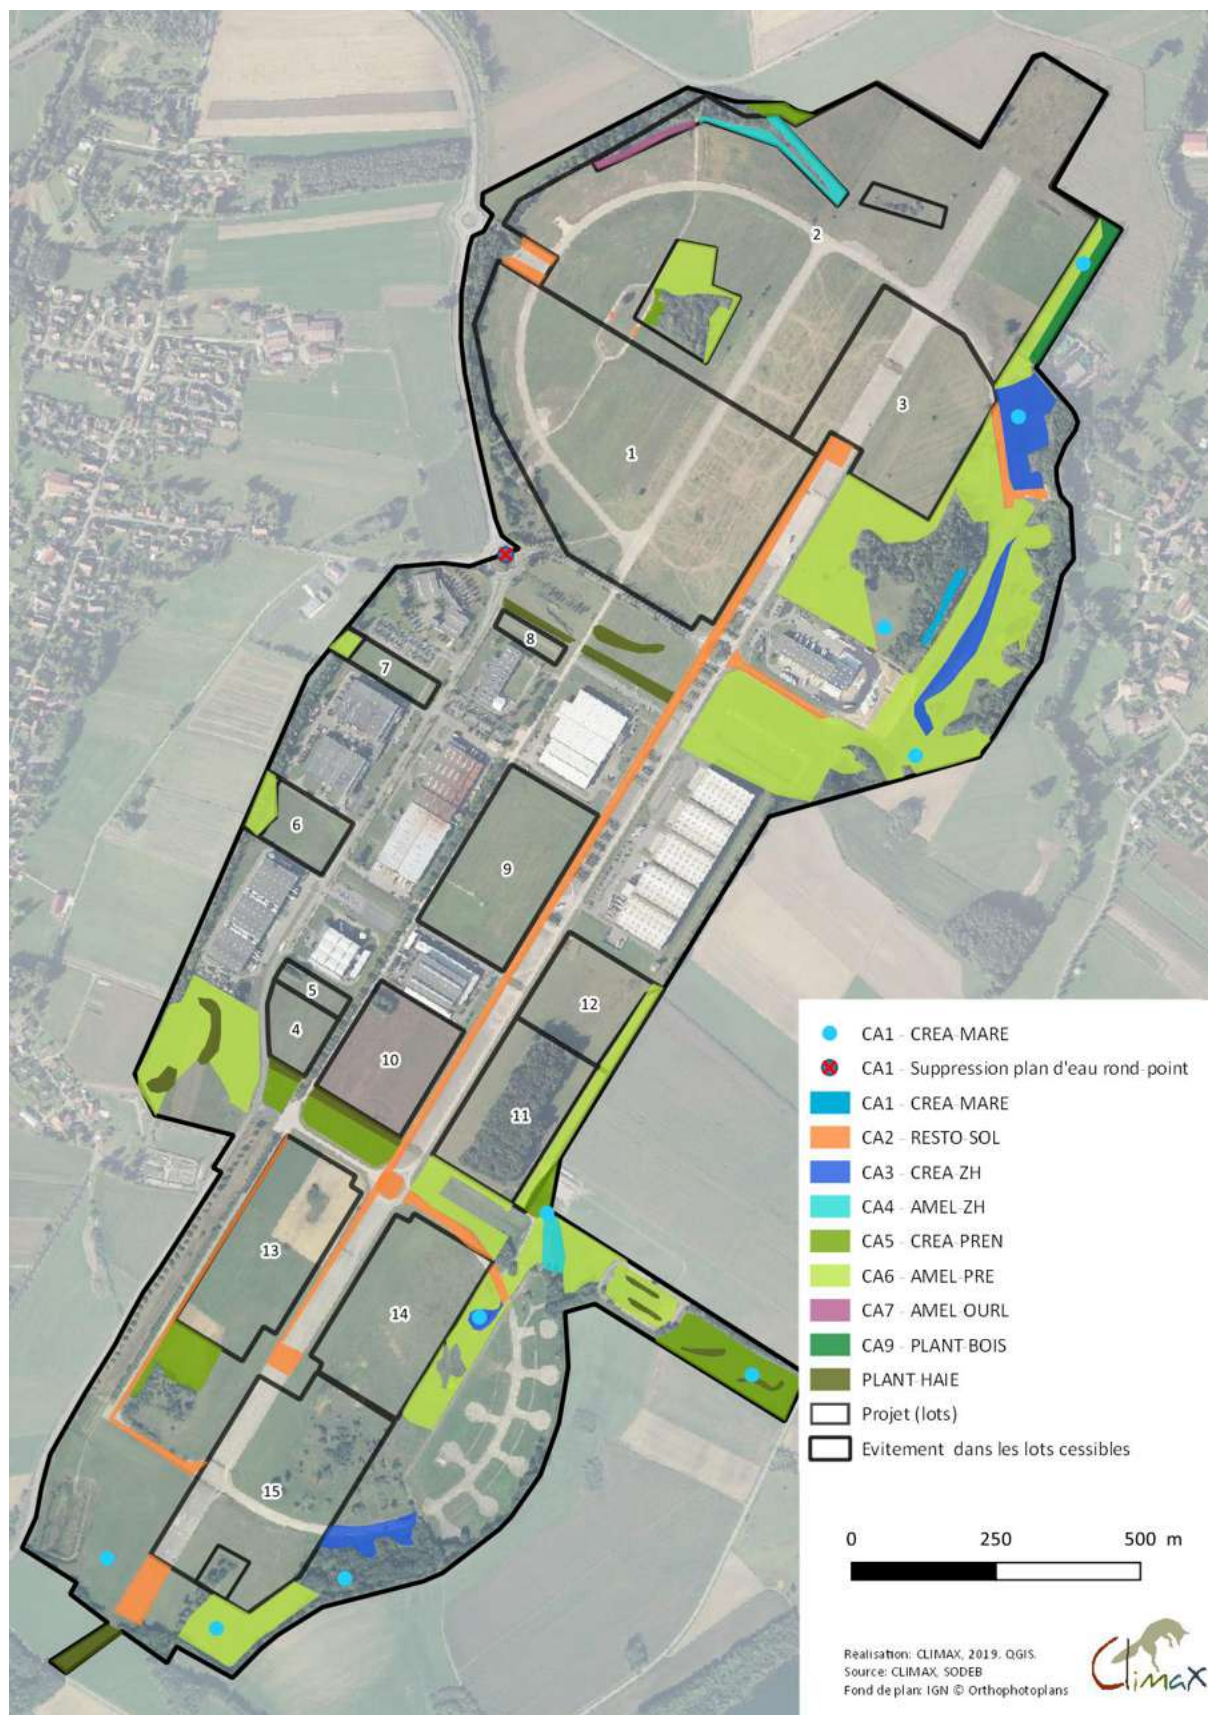 2
3
1
8
7
6
9
5
12
4
10
11
13
14
15
CA1 - CREA-MARE
CA1 - Suppression plan d'eau rond-point
CA1 - CREA-MARE
CA2 - RESTO-SOL
CA3 - CREA-ZH
CA4 - AMEL-ZH
CA5 - CREA-PREN
CA6 - AMEL-PRE
CA7 - AMEL-OURL
CA9 - PLANT-BOIS
PLANT-HAIE
Projet (lots)
Evitement dans les lots cessibles
0 250 500 m
Réalisation: CLIMAX, 2019. QGIS.
Source: CLIMAX, SODEB
Fond de plan: IGN © Orthophotoplans
Climax